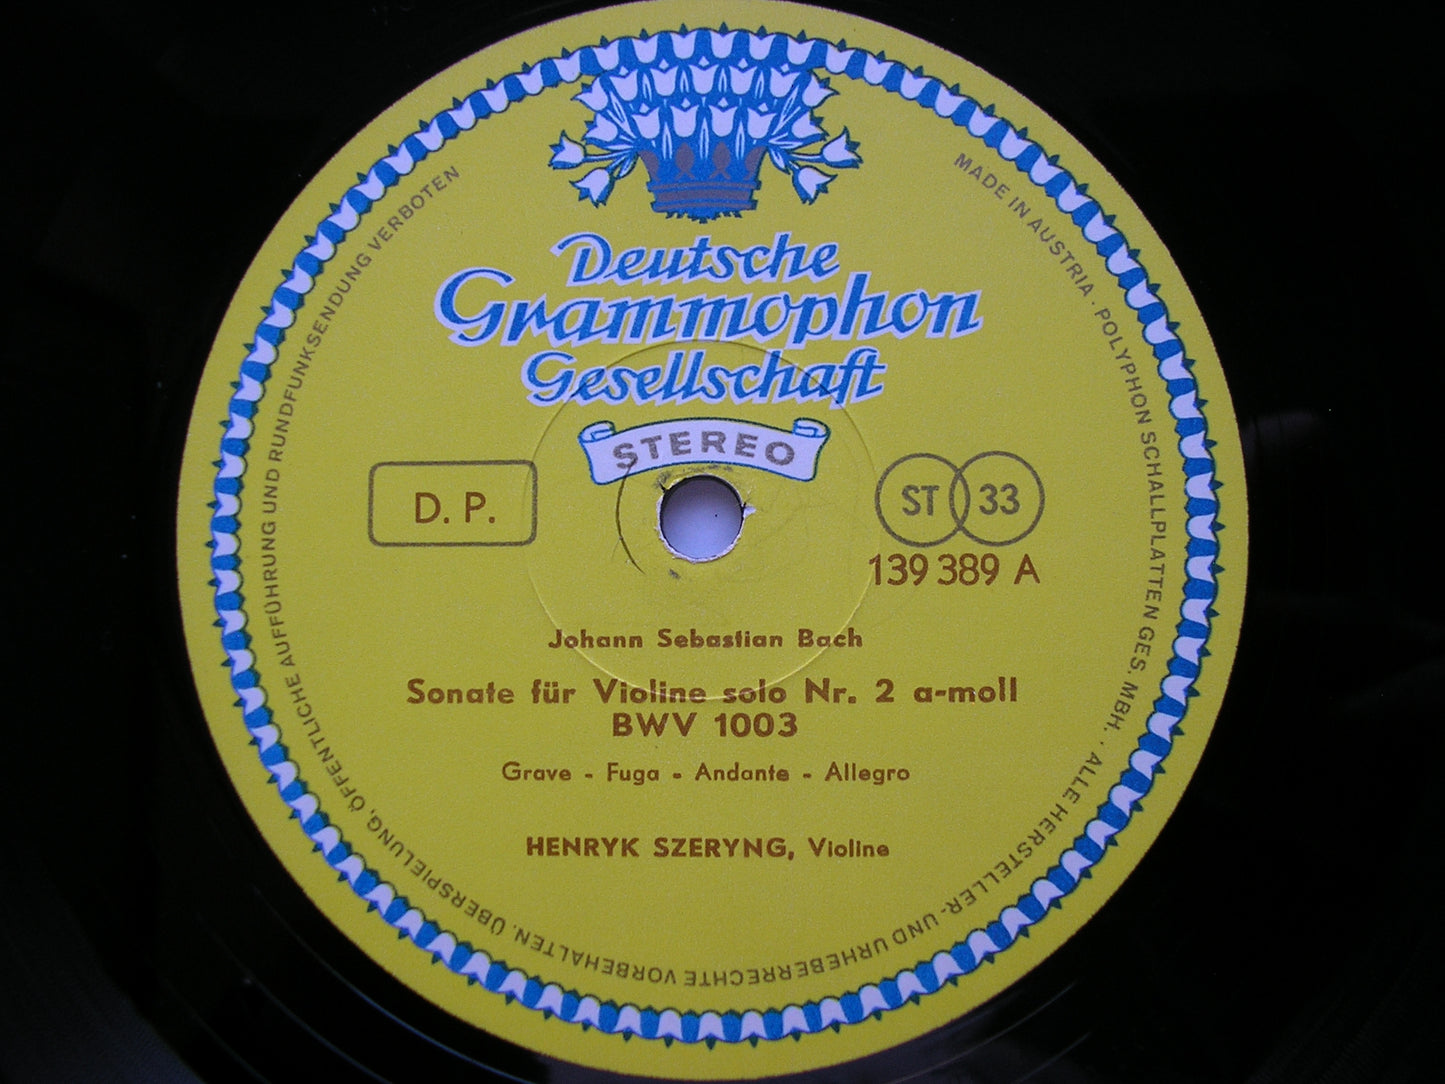 Deutsche
Grammophon
Gesellschaft
STEREO
D. P.
ST 33
139 389 A
Johann Sebastian Bach
Sonate für Violine solo Nr. 2 a-moll
BWV 1003
Grave - Fuga - Andante - Allegro
HENRYK SZERYNG, Violine
MADE IN AUSTRIA · POLYPHON SCHALLPLATTEN GES. MBH. · ALLE HERSTELLER- UND URHEBERRECHTE VORBEHALTEN. ÜBERSPIELUNG, ÖFFENTLICHE AUFFÜHRUNG UND RUNDFUNKSENDUNG VERBOTEN